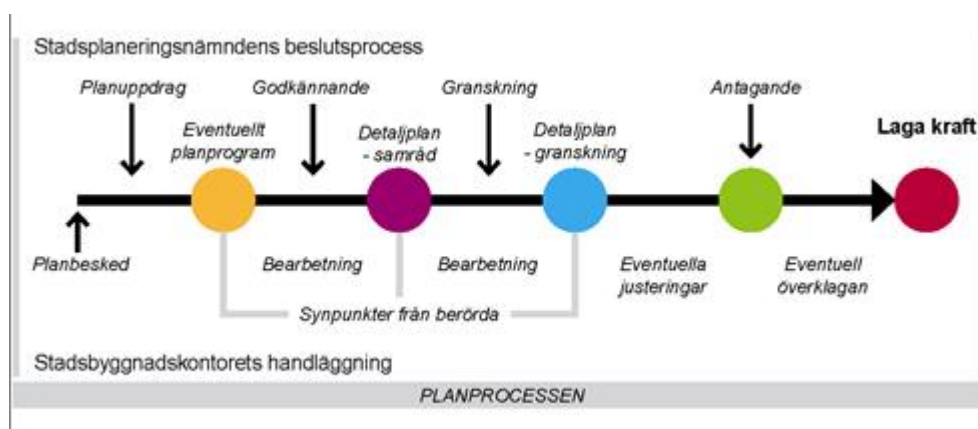 Stadsplaneringsnämndens beslutsprocess
Planuppdrag
Godkännande
Granskning
Antagande
Eventuellt
planprogram
Detaljplan
- samråd
Detaljplan
- granskning
Laga kraft
Planbesked
Bearbetning
Bearbetning
Eventuella
justeringar
Eventuell
överklagan
Synpunkter från berörda
Stadsbyggnadskontorets handläggning
PLANPROCESSEN